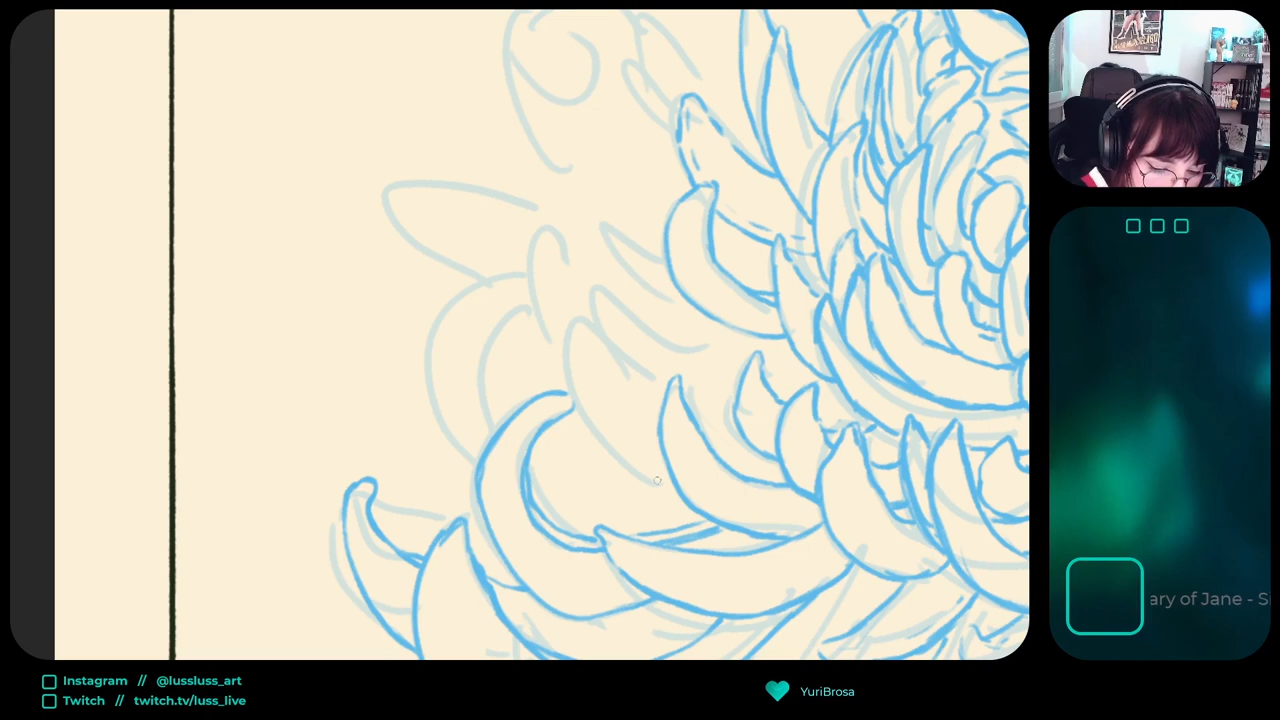 ary of Jane - S
Instagram // @lussluss_art
Twitch // twitch.tv/luss_live
YuriBrosa